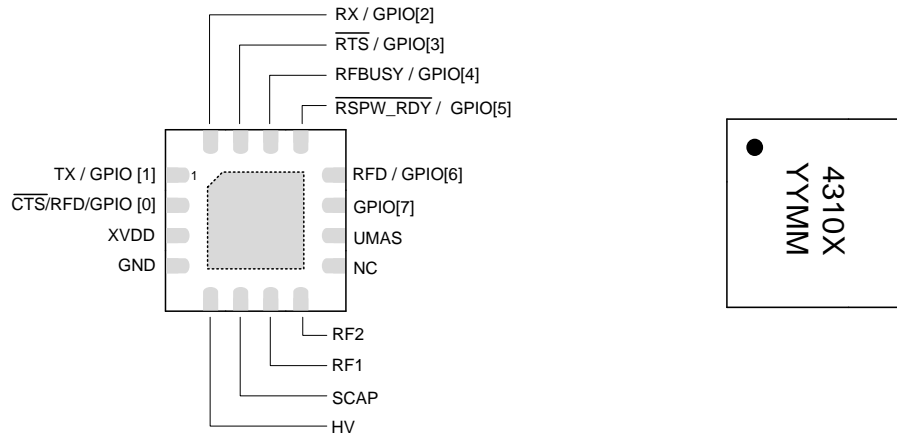 RX / GPIO[2]
RTS / GPIO[3]
RFBUSY / GPIO[4]
RSPW_RDY / GPIO[5]
TX / GPIO [1]
1
RFD / GPIO[6]
CTS/RFD/GPIO [0]
GPIO[7]
XVDD
UMAS
GND
NC
RF2
RF1
SCAP
HV
4310X
YYMM